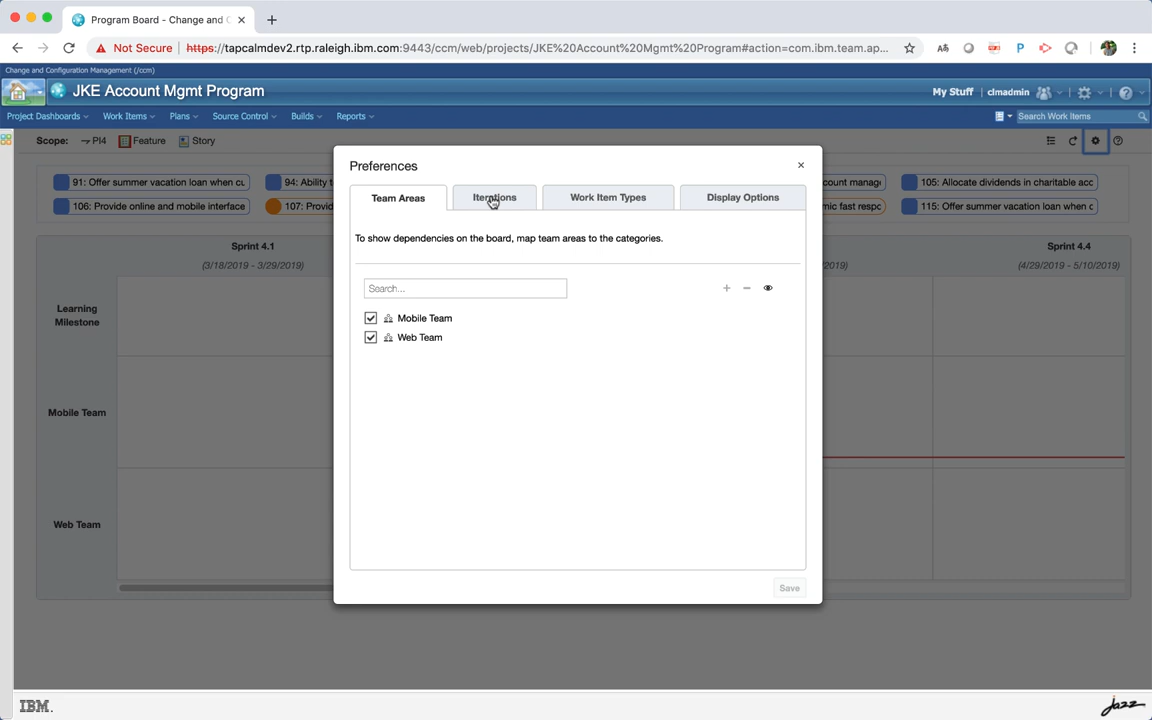 Program Board - Change and C
Not Secure
https://tapcalmdev2.rtp.raleigh.ibm.com:9443/ccm/web/projects/JKE%20Account%20Mgmt%20Program#action=com.ibm.team.ap...
Change and Configuration Management (/ccm)
JKE Account Mgmt Program
My Stuff | clmadmin
Project Dashboards Work Items Plans Source Control Builds Reports
Search Work Items
Scope: PI4 Feature Story
Preferences
Team Areas Iterations Work Item Types Display Options
To show dependencies on the board, map team areas to the categories.
Search...
Mobile Team
Web Team
Save
91: Offer summer vacation loan when cu
94: Ability t
count manag
105: Allocate dividends in charitable acc
106: Provide online and mobile interface
107: Provid
mic fast respo
115: Offer summer vacation loan when c
Sprint 4.1
(3/18/2019 - 3/29/2019)
2019)
Sprint 4.4
(4/29/2019 - 5/10/2019)
Learning
Milestone
Mobile Team
Web Team
IBM.
jazz